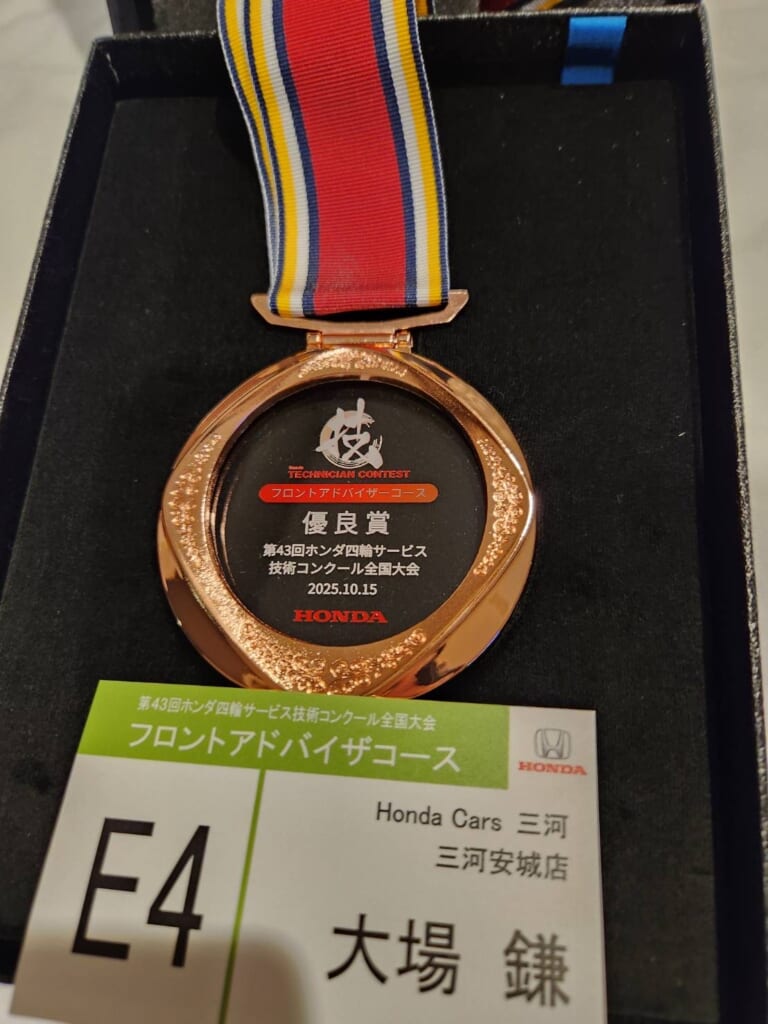 技
Honda
TECHNICIAN CONTEST
フロントアドバイザーコース
優良賞
第43回ホンダ四輪サービス
技術コンクール全国大会
2025.10.15
HONDA
第43回ホンダ四輪サービス技術コンクール全国大会
フロントアドバイザコース
HONDA
Honda Cars 三河
三河安城店
E4
大場 鎌